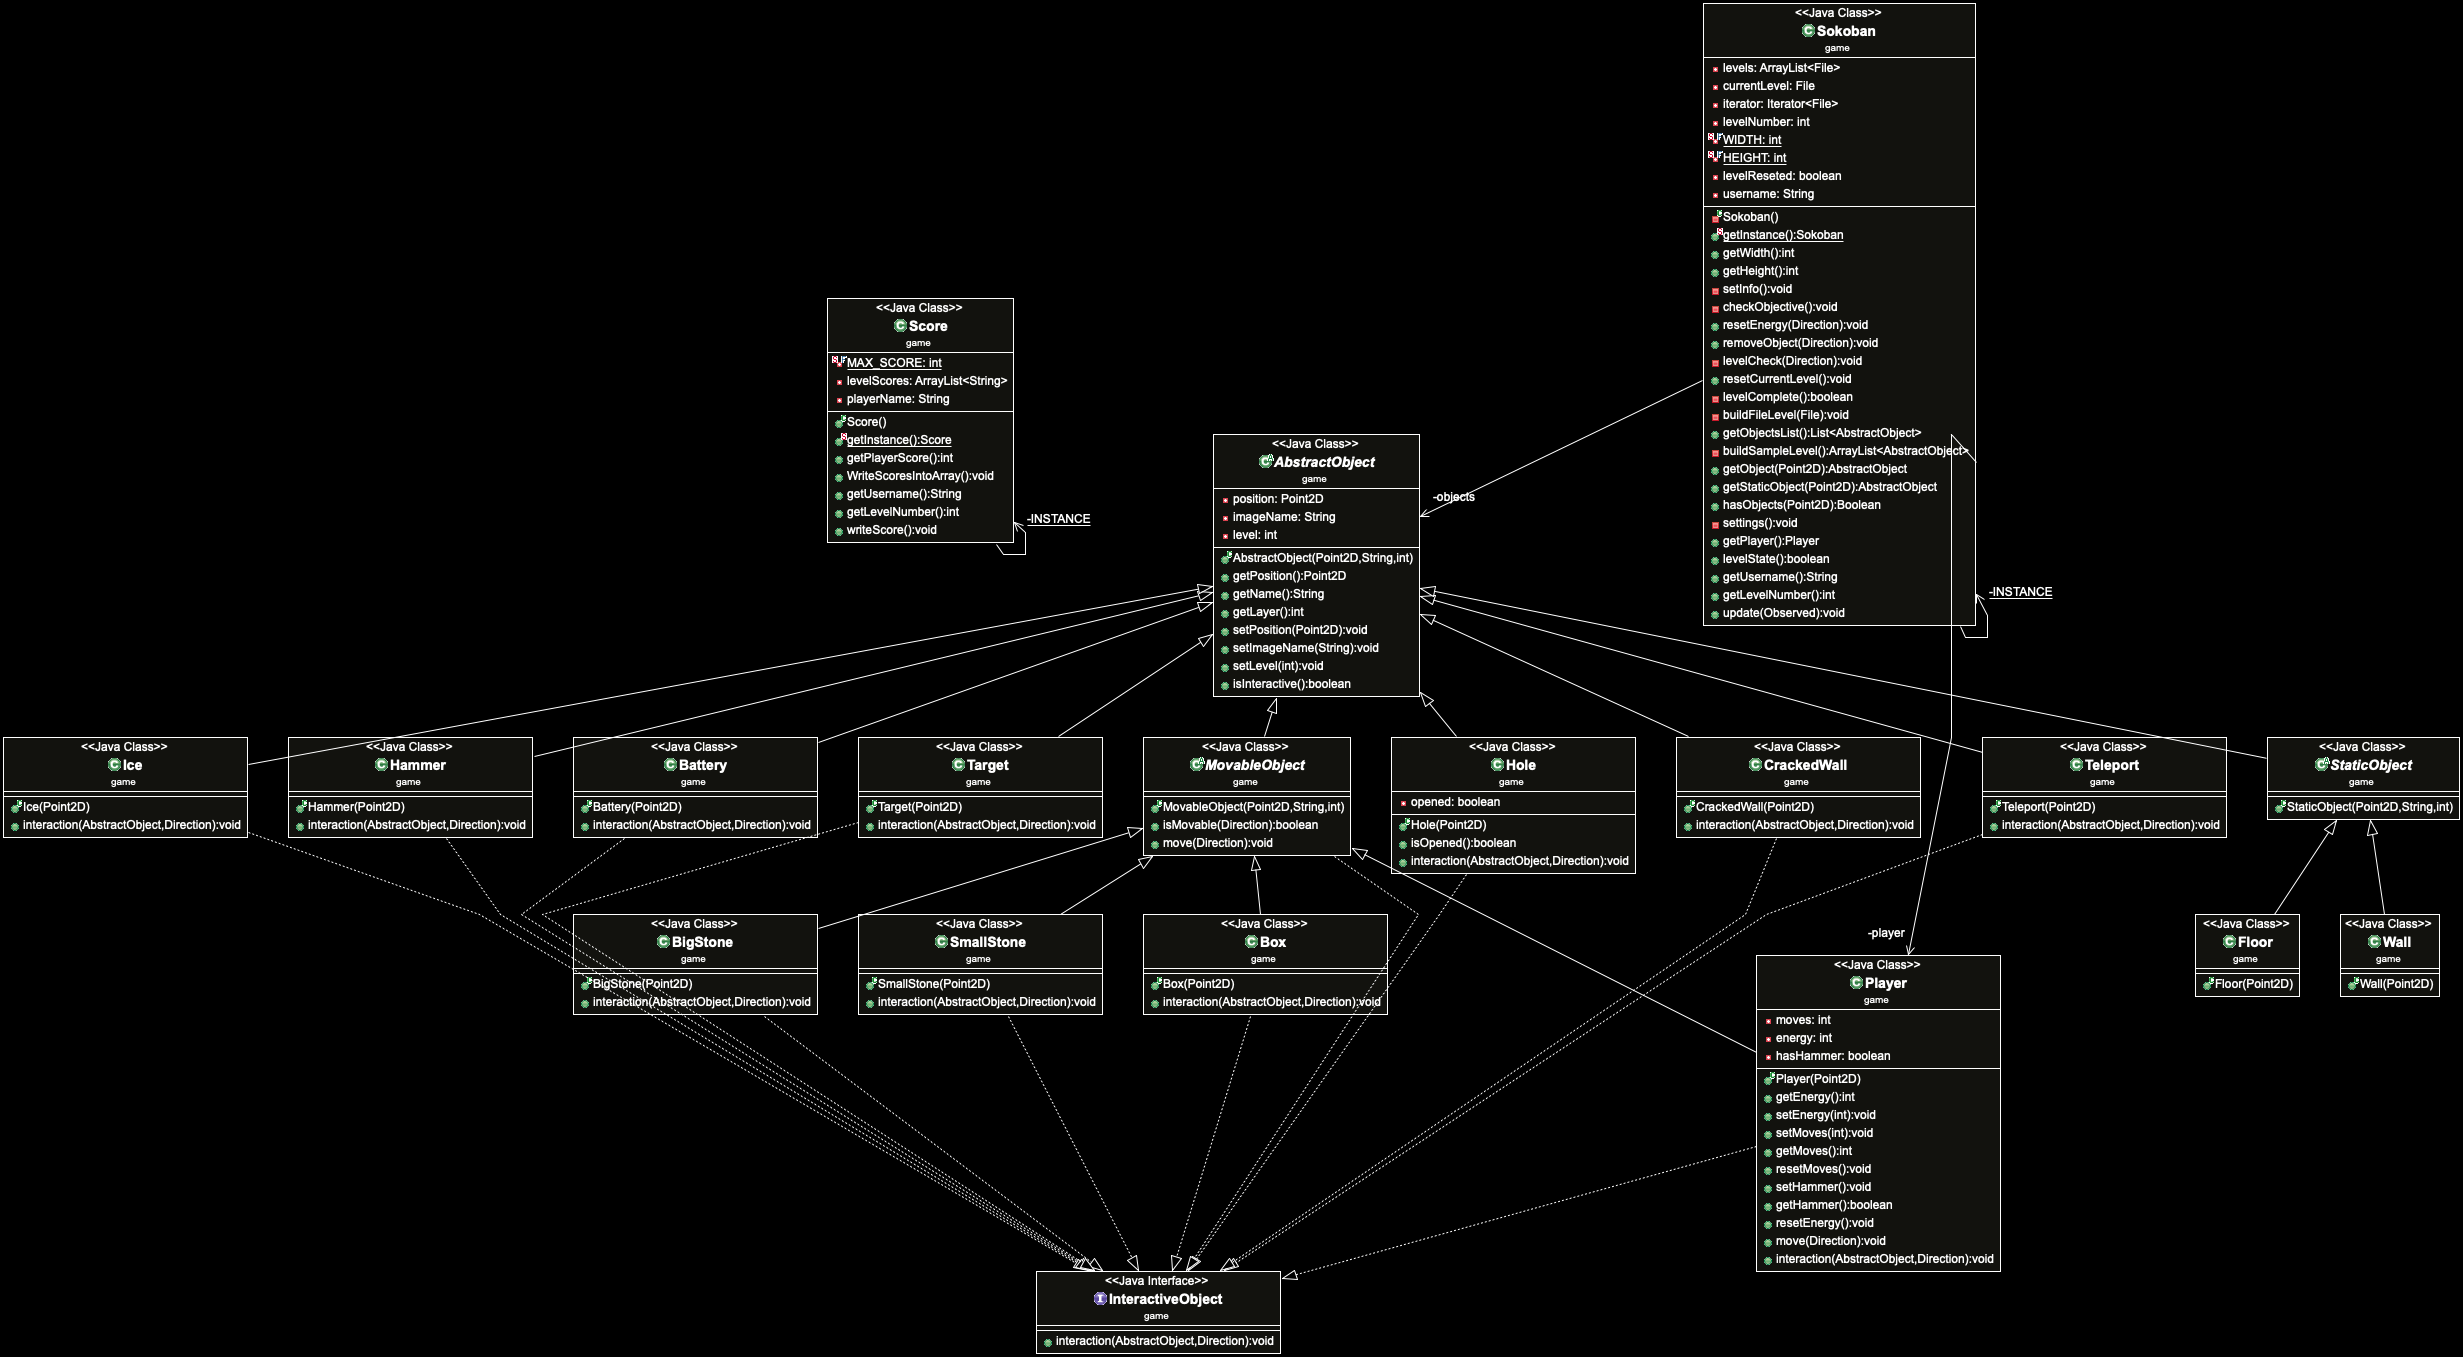 <<Java Class>>
Sokoban
game
levels: ArrayList<File>
currentLevel: File
iterator: Iterator<File>
levelNumber: int
WIDTH: int
HEIGHT: int
levelReseted: boolean
username: String
Sokoban()
getInstance():Sokoban
getWidth():int
getHeight():int
setInfo():void
checkObjective():void
resetEnergy(Direction):void
removeObject(Direction):void
levelCheck(Direction):void
resetCurrentLevel():void
levelComplete():boolean
buildFileLevel(File):void
getObjectsList():List<AbstractObject>
buildSampleLevel():ArrayList<AbstractObject>
getObject(Point2D):AbstractObject
getStaticObject(Point2D):AbstractObject
hasObjects(Point2D):Boolean
settings():void
getPlayer():Player
levelState():boolean
getUsername():String
getLevelNumber():int
update(Observed):void
-INSTANCE
<<Java Class>>
Score
game
MAX_SCORE: int
levelScores: ArrayList<String>
playerName: String
Score()
getInstance():Score
getPlayerScore():int
WriteScoresIntoArray():void
getUsername():String
getLevelNumber():int
writeScore():void
-INSTANCE
<<Java Class>>
AbstractObject
game
position: Point2D
imageName: String
level: int
AbstractObject(Point2D,String,int)
getPosition():Point2D
getName():String
getLayer():int
setPosition(Point2D):void
setImageName(String):void
setLevel(int):void
isInteractive():boolean
-objects
<<Java Class>>
Ice
game
Ice(Point2D)
interaction(AbstractObject,Direction):void
<<Java Class>>
Hammer
game
Hammer(Point2D)
interaction(AbstractObject,Direction):void
<<Java Class>>
Battery
game
Battery(Point2D)
interaction(AbstractObject,Direction):void
<<Java Class>>
Target
game
Target(Point2D)
interaction(AbstractObject,Direction):void
<<Java Class>>
MovableObject
game
MovableObject(Point2D,String,int)
isMovable(Direction):boolean
move(Direction):void
<<Java Class>>
Hole
game
opened: boolean
Hole(Point2D)
isOpened():boolean
interaction(AbstractObject,Direction):void
<<Java Class>>
CrackedWall
game
CrackedWall(Point2D)
interaction(AbstractObject,Direction):void
<<Java Class>>
Teleport
game
Teleport(Point2D)
interaction(AbstractObject,Direction):void
<<Java Class>>
StaticObject
game
StaticObject(Point2D,String,int)
<<Java Class>>
BigStone
game
BigStone(Point2D)
interaction(AbstractObject,Direction):void
<<Java Class>>
SmallStone
game
SmallStone(Point2D)
interaction(AbstractObject,Direction):void
<<Java Class>>
Box
game
Box(Point2D)
interaction(AbstractObject,Direction):void
-player
<<Java Class>>
Player
game
moves: int
energy: int
hasHammer: boolean
Player(Point2D)
getEnergy():int
setEnergy(int):void
setMoves(int):void
getMoves():int
resetMoves():void
setHammer():void
getHammer():boolean
resetEnergy():void
move(Direction):void
interaction(AbstractObject,Direction):void
<<Java Class>>
Floor
game
Floor(Point2D)
<<Java Class>>
Wall
game
Wall(Point2D)
<<Java Interface>>
InteractiveObject
game
interaction(AbstractObject,Direction):void